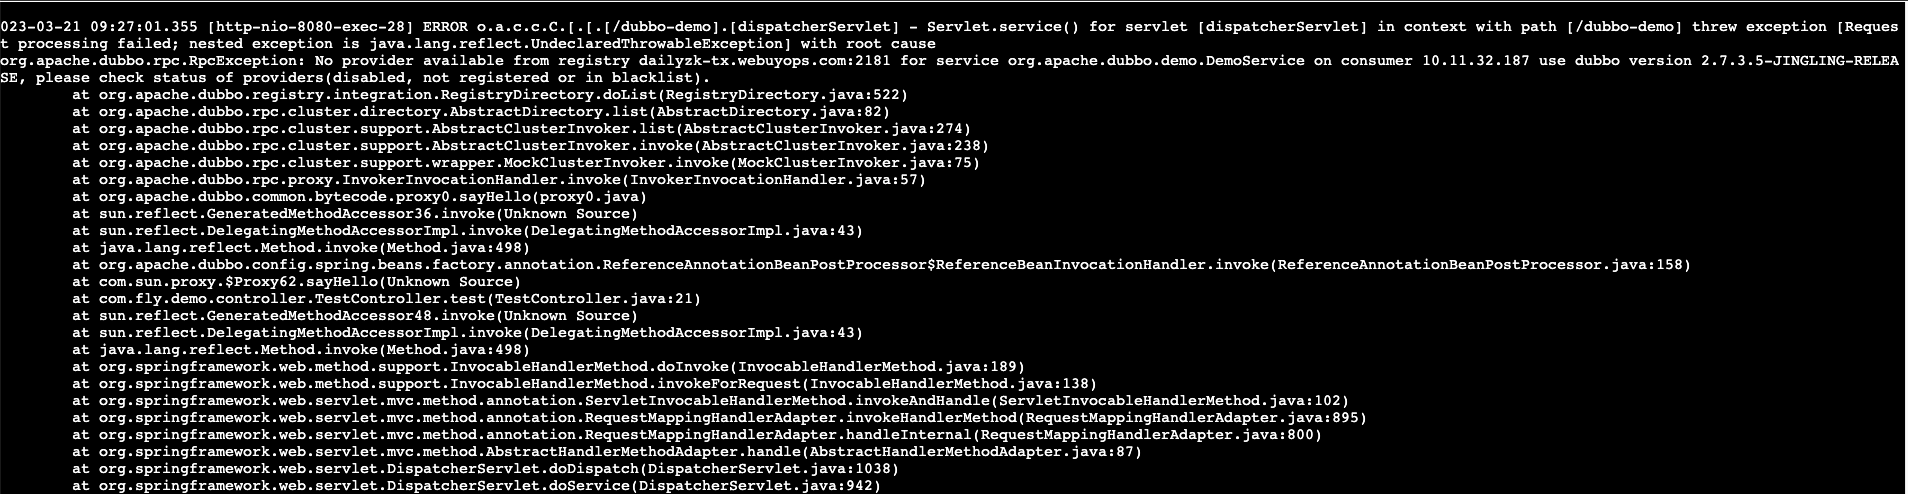 023-03-21 09:27:01.355 [http-nio-8080-exec-28] ERROR o.a.c.c.C.[.[.[/dubbo-demo].[dispatcherServlet] - Servlet.service() for servlet [dispatcherServlet] in context with path [/dubbo-demo] threw exception [Reques
t processing failed; nested exception is java.lang.reflect.UndeclaredThrowableException] with root cause
org.apache.dubbo.rpc.RpcException: No provider available from registry dailyzk-tx.webuyops.com:2181 for service org.apache.dubbo.demo.DemoService on consumer 10.11.32.187 use dubbo version 2.7.3.5-JINGLING-RELEA
SE, please check status of providers(disabled, not registered or in blacklist).
        at org.apache.dubbo.registry.integration.RegistryDirectory.doList(RegistryDirectory.java:522)
        at org.apache.dubbo.rpc.cluster.directory.AbstractDirectory.list(AbstractDirectory.java:82)
        at org.apache.dubbo.rpc.cluster.support.AbstractClusterInvoker.list(AbstractClusterInvoker.java:274)
        at org.apache.dubbo.rpc.cluster.support.AbstractClusterInvoker.invoke(AbstractClusterInvoker.java:238)
        at org.apache.dubbo.rpc.cluster.support.wrapper.MockClusterInvoker.invoke(MockClusterInvoker.java:75)
        at org.apache.dubbo.rpc.proxy.InvokerInvocationHandler.invoke(InvokerInvocationHandler.java:57)
        at org.apache.dubbo.common.bytecode.proxy0.sayHello(proxy0.java)
        at sun.reflect.GeneratedMethodAccessor36.invoke(Unknown Source)
        at sun.reflect.DelegatingMethodAccessorImpl.invoke(DelegatingMethodAccessorImpl.java:43)
        at java.lang.reflect.Method.invoke(Method.java:498)
        at org.apache.dubbo.config.spring.beans.factory.annotation.ReferenceAnnotationBeanPostProcessor$ReferenceBeanInvocationHandler.invoke(ReferenceAnnotationBeanPostProcessor.java:158)
        at com.sun.proxy.$Proxy62.sayHello(Unknown Source)
        at com.fly.demo.controller.TestController.test(TestController.java:21)
        at sun.reflect.GeneratedMethodAccessor48.invoke(Unknown Source)
        at sun.reflect.DelegatingMethodAccessorImpl.invoke(DelegatingMethodAccessorImpl.java:43)
        at java.lang.reflect.Method.invoke(Method.java:498)
        at org.springframework.web.method.support.InvocableHandlerMethod.doInvoke(InvocableHandlerMethod.java:189)
        at org.springframework.web.method.support.InvocableHandlerMethod.invokeForRequest(InvocableHandlerMethod.java:138)
        at org.springframework.web.servlet.mvc.method.annotation.ServletInvocableHandlerMethod.invokeAndHandle(ServletInvocableHandlerMethod.java:102)
        at org.springframework.web.servlet.mvc.method.annotation.RequestMappingHandlerAdapter.invokeHandlerMethod(RequestMappingHandlerAdapter.java:895)
        at org.springframework.web.servlet.mvc.method.annotation.RequestMappingHandlerAdapter.handleInternal(RequestMappingHandlerAdapter.java:800)
        at org.springframework.web.servlet.mvc.method.AbstractHandlerMethodAdapter.handle(AbstractHandlerMethodAdapter.java:87)
        at org.springframework.web.servlet.DispatcherServlet.doDispatch(DispatcherServlet.java:1038)
        at org.springframework.web.servlet.DispatcherServlet.doService(DispatcherServlet.java:942)